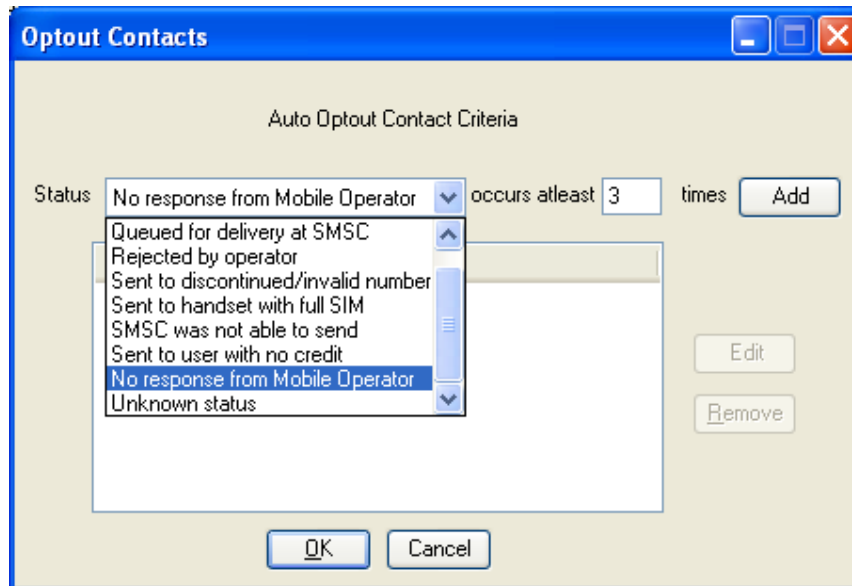 Optout Contacts
Auto Optout Contact Criteria
Status No response from Mobile Operator occurs atleast 3 times Add
Queued for delivery at SMSC
Rejected by operator
Sent to discontinued/invalid number
Sent to handset with full SIM
SMSC was not able to send
Sent to user with no credit
No response from Mobile Operator
Unknown status
Edit
Remove
OK Cancel